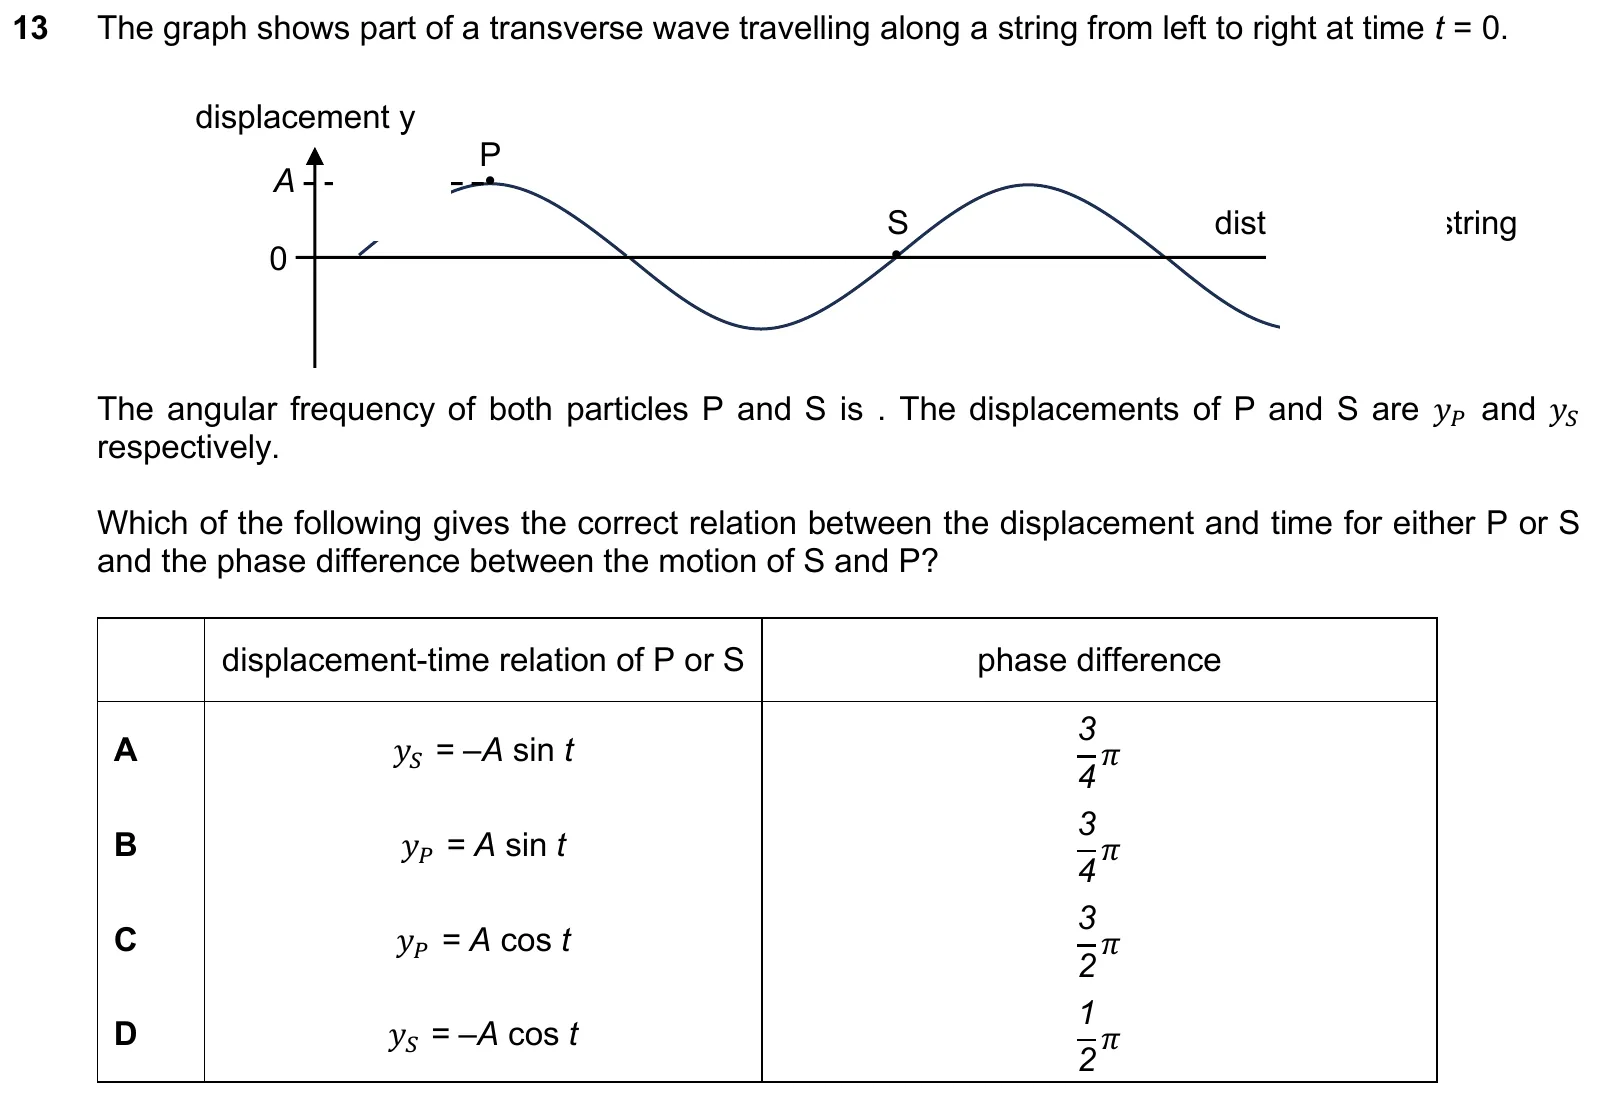 13 The graph shows part of a transverse wave travelling along a string from left to right at time t = 0.
displacement y
P
A
S
dist string
0
The angular frequency of both particles P and S is . The displacements of P and S are yP and yS
respectively.
Which of the following gives the correct relation between the displacement and time for either P or S
and the phase difference between the motion of S and P?
displacement-time relation of P or S phase difference
A yS = –A sin t 3/4 π
B yP = A sin t 3/4 π
C yP = A cos t 3/2 π
D yS = –A cos t 1/2 π